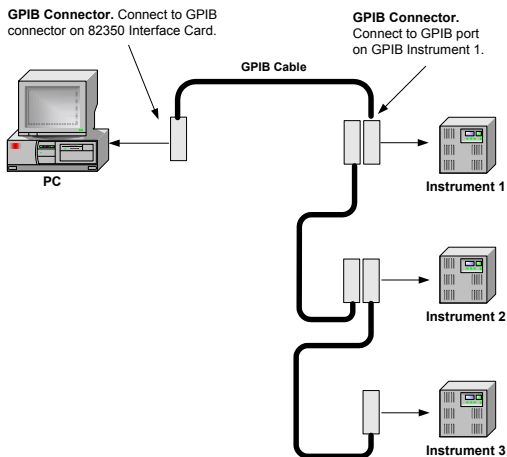 GPIB Connector. Connect to GPIB
connector on 82350 Interface Card.
GPIB Connector.
Connect to GPIB port
on GPIB Instrument 1.
GPIB Cable
PC
Instrument 1
Instrument 2
Instrument 3